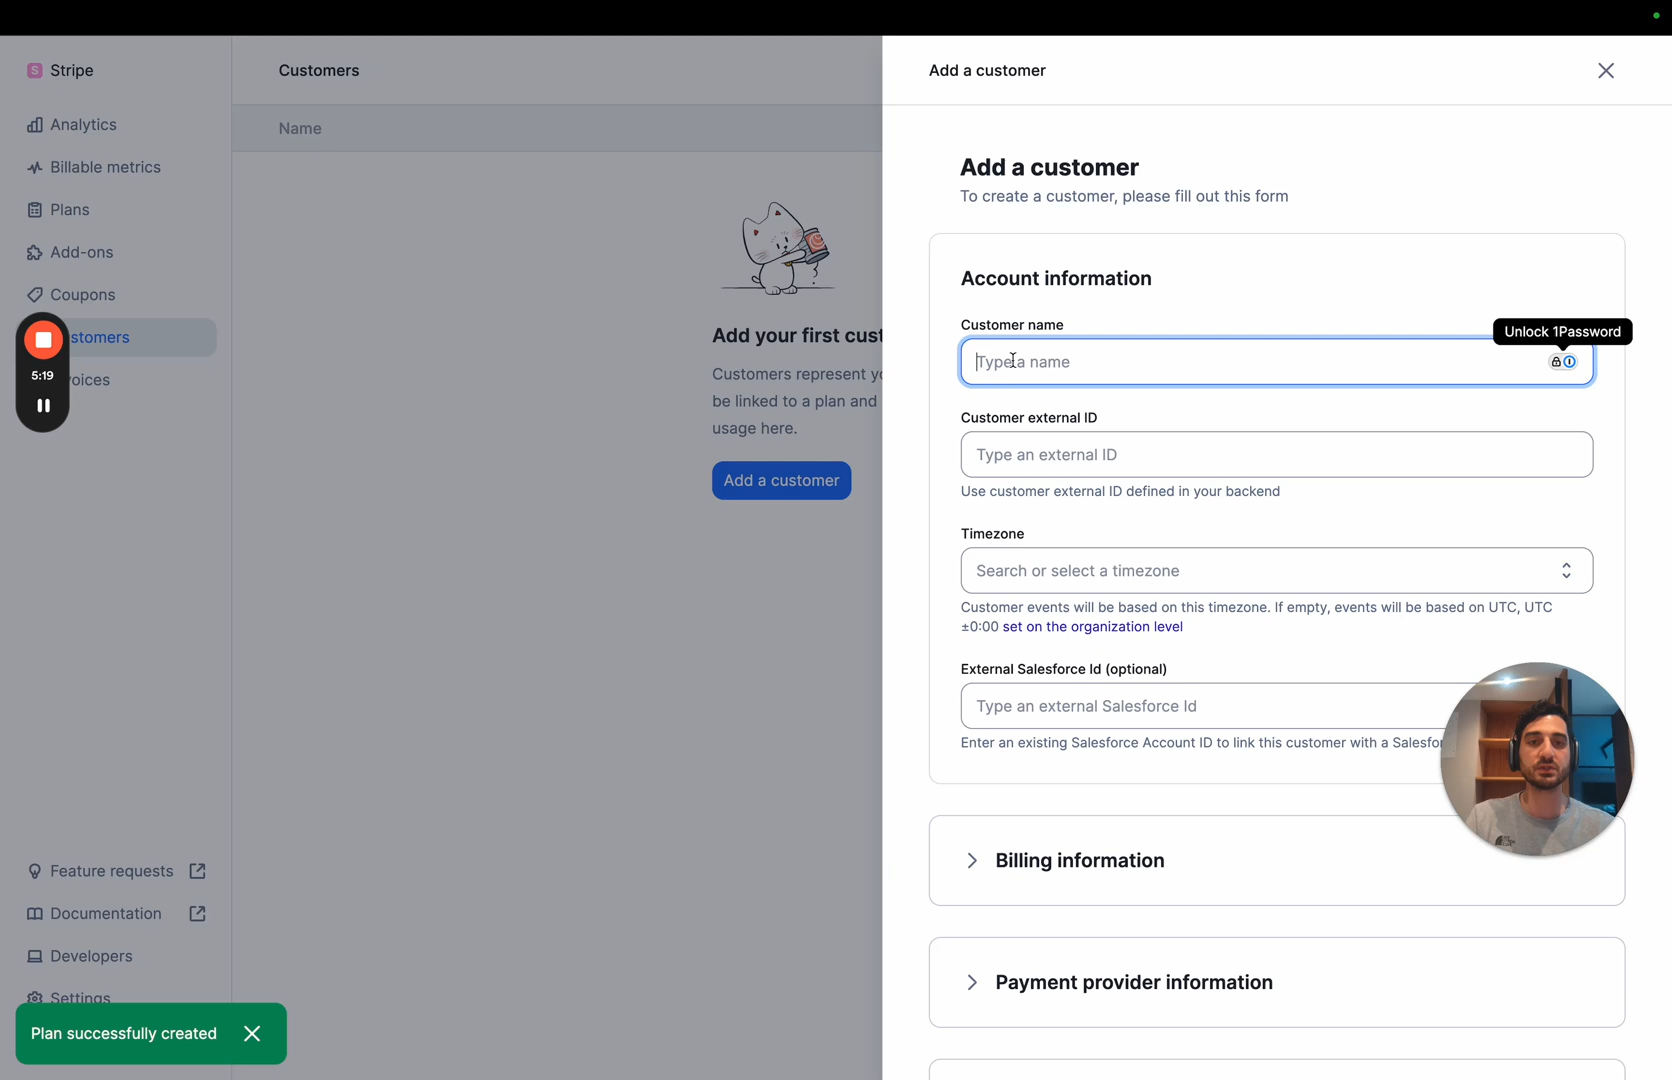 Stripe
Analytics
Billable metrics
Plans
Add-ons
Coupons
stomers
5:19
voices
Feature requests
Documentation
Developers
Settings
Plan successfully created
Customers
Name
Add your first cust
Customers represent yo
be linked to a plan and
usage here.
Add a customer
Add a customer
Add a customer
To create a customer, please fill out this form
Account information
Customer name
Unlock 1Password
Type a name
Customer external ID
Type an external ID
Use customer external ID defined in your backend
Timezone
Search or select a timezone
Customer events will be based on this timezone. If empty, events will be based on UTC, UTC
±0:00 set on the organization level
External Salesforce Id (optional)
Type an external Salesforce Id
Enter an existing Salesforce Account ID to link this customer with a Salesfor
Billing information
Payment provider information